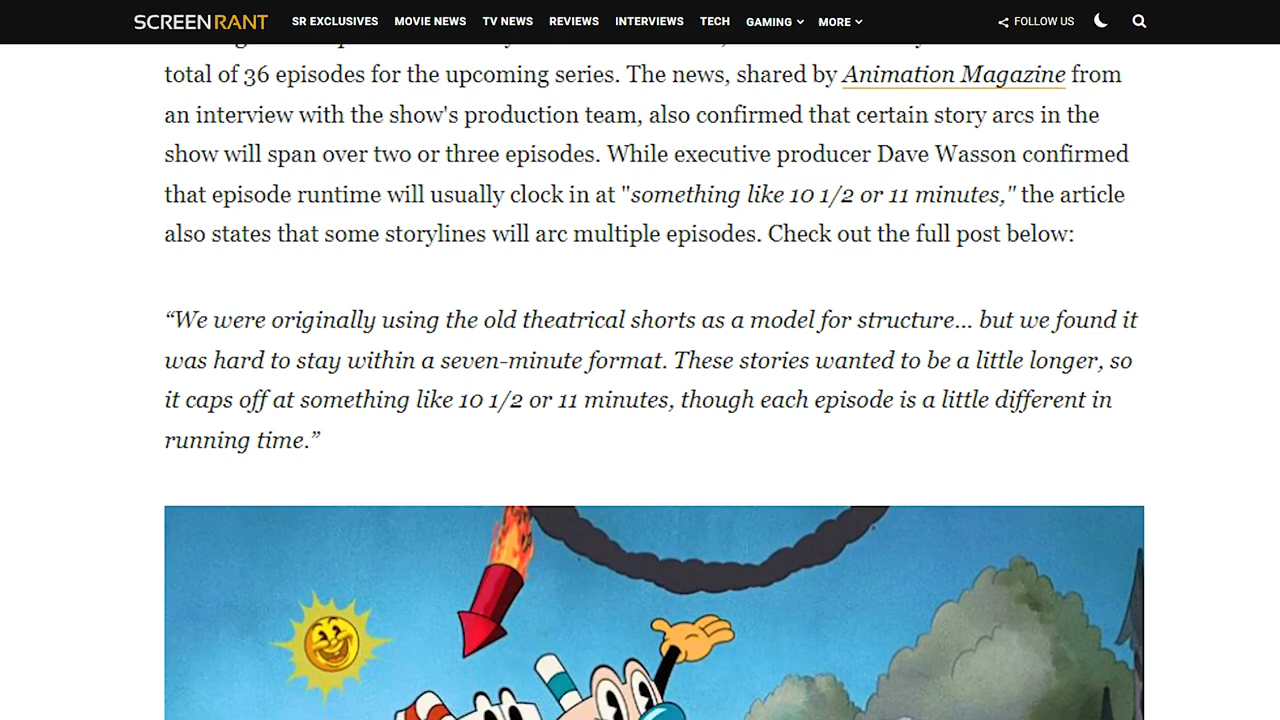 SCREENRANT SR EXCLUSIVES MOVIE NEWS TV NEWS REVIEWS INTERVIEWS TECH GAMING MORE FOLLOW US
total of 36 episodes for the upcoming series. The news, shared by Animation Magazine from
an interview with the show's production team, also confirmed that certain story arcs in the
show will span over two or three episodes. While executive producer Dave Wasson confirmed
that episode runtime will usually clock in at "something like 10 1/2 or 11 minutes," the article
also states that some storylines will arc multiple episodes. Check out the full post below:
“We were originally using the old theatrical shorts as a model for structure... but we found it
was hard to stay within a seven-minute format. These stories wanted to be a little longer, so
it caps off at something like 10 1/2 or 11 minutes, though each episode is a little different in
running time.”